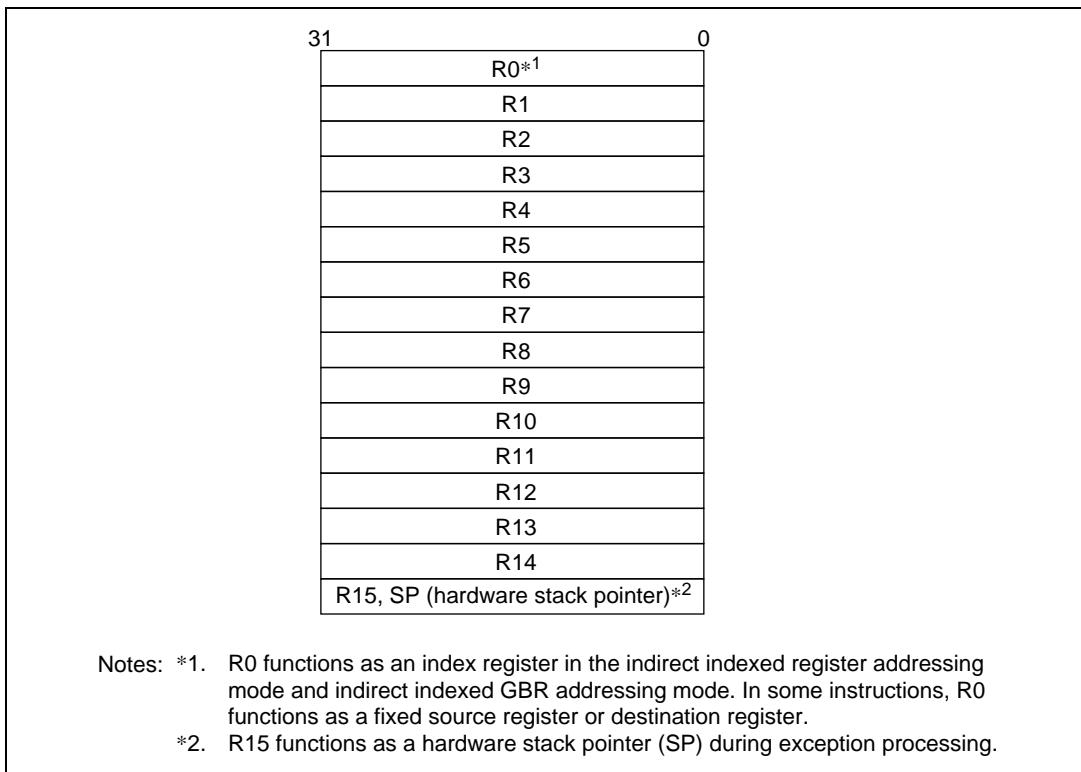 31 0
R0*1
R1
R2
R3
R4
R5
R6
R7
R8
R9
R10
R11
R12
R13
R14
R15, SP (hardware stack pointer)*2
Notes: *1. R0 functions as an index register in the indirect indexed register addressing
mode and indirect indexed GBR addressing mode. In some instructions, R0
functions as a fixed source register or destination register.
*2. R15 functions as a hardware stack pointer (SP) during exception processing.